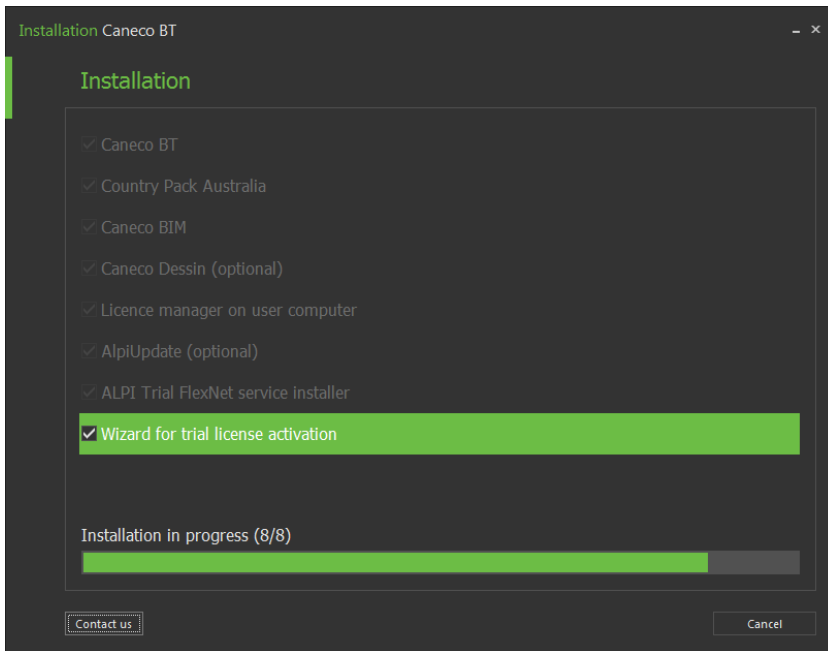 Installation Caneco BT
Installation
Caneco BT
Country Pack Australia
Caneco BIM
Caneco Dessin (optional)
Licence manager on user computer
AlpiUpdate (optional)
ALPI Trial FlexNet service installer
Wizard for trial license activation
Installation in progress (8/8)
Contact us
Cancel